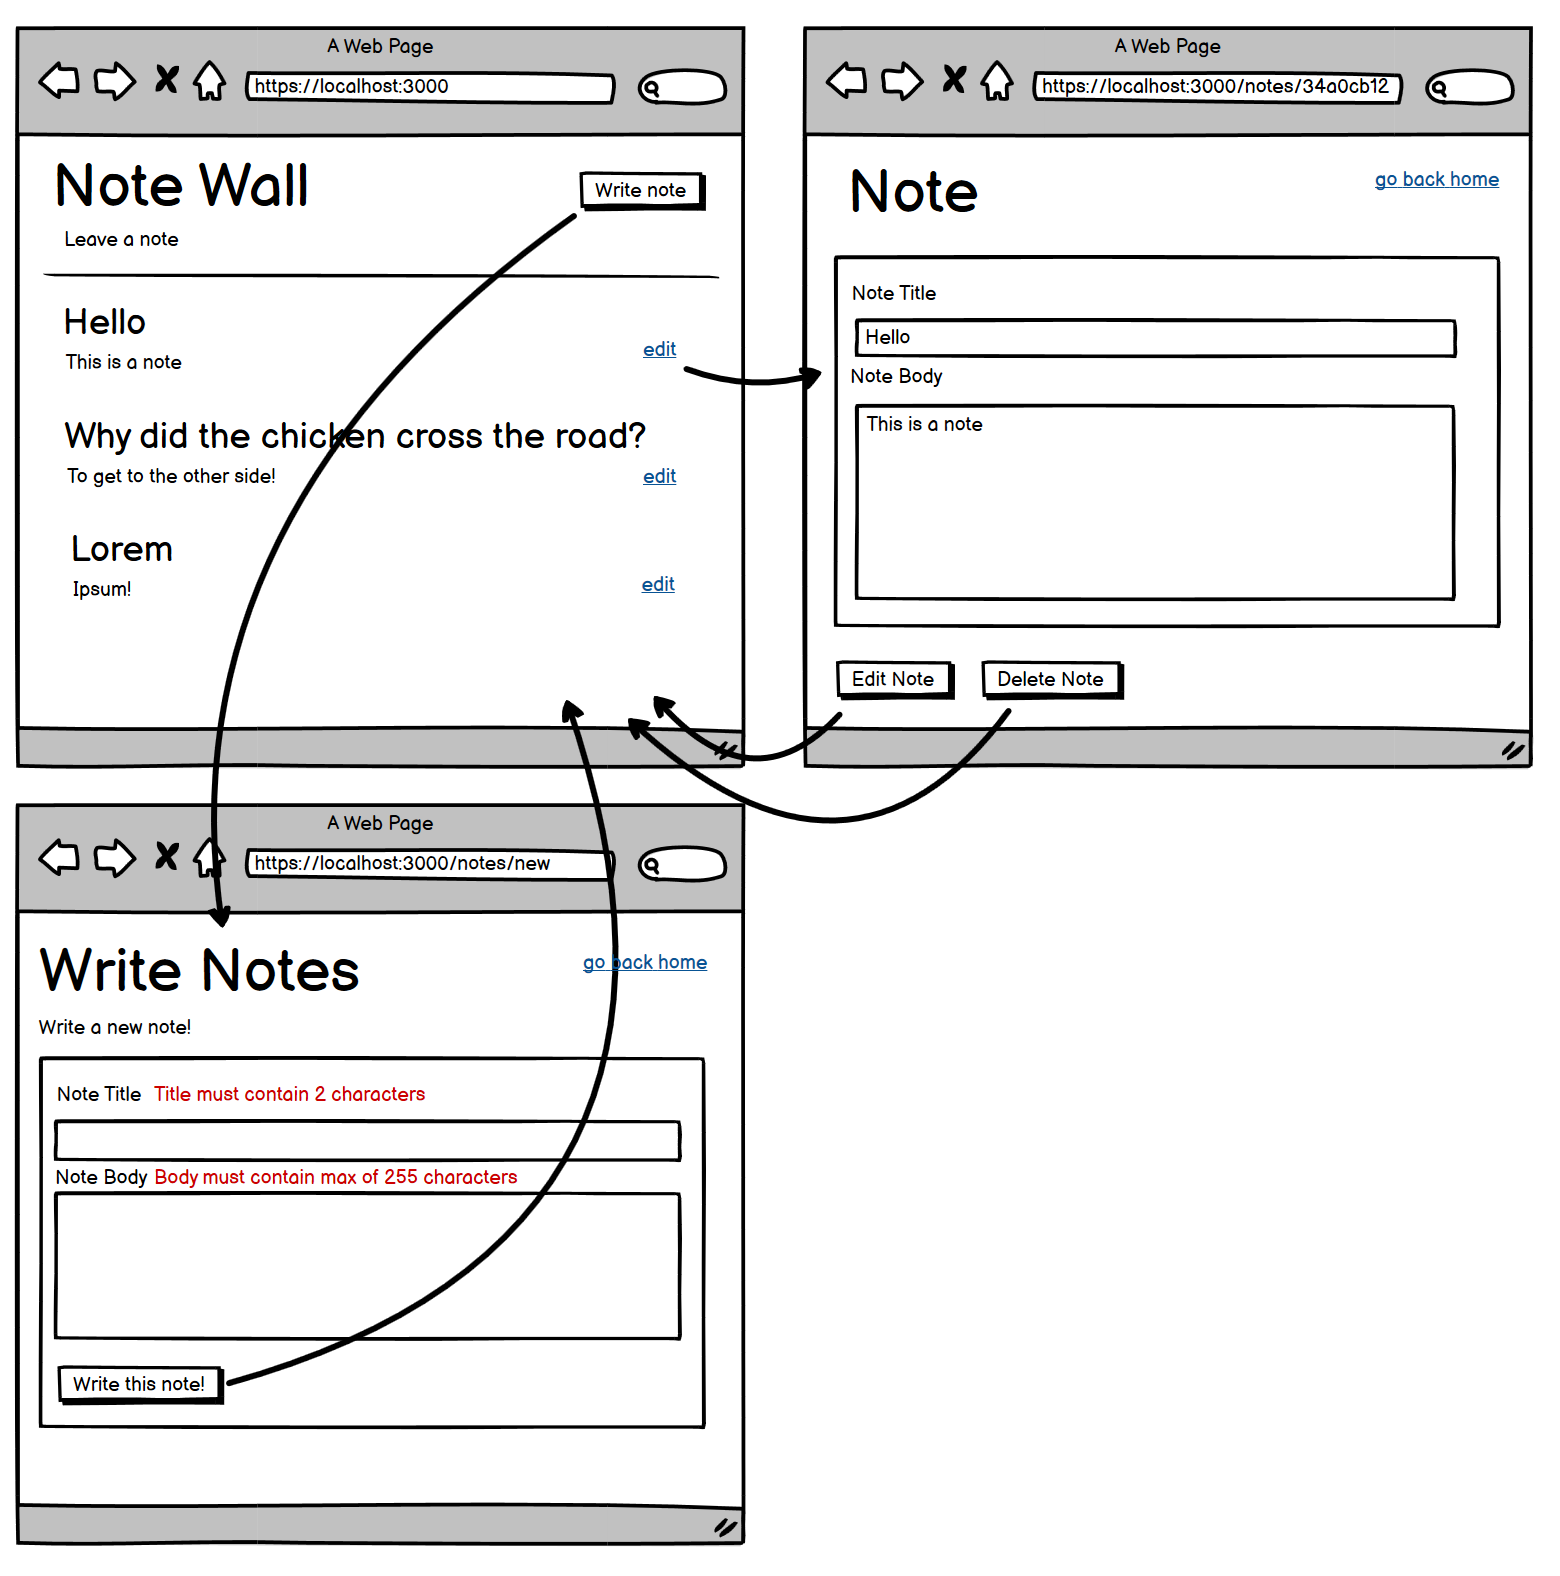 A Web Page
https://localhost:3000
Note Wall
Write note
Leave a note
Hello
This is a note
edit
Why did the chicken cross the road?
To get to the other side!
edit
Lorem
Ipsum!
edit
A Web Page
https://localhost:3000/notes/34a0cb12
Note
go back home
Note Title
Hello
Note Body
This is a note
Edit Note
Delete Note
A Web Page
https://localhost:3000/notes/new
Write Notes
go back home
Write a new note!
Note Title Title must contain 2 characters
Note Body Body must contain max of 255 characters
Write this note!